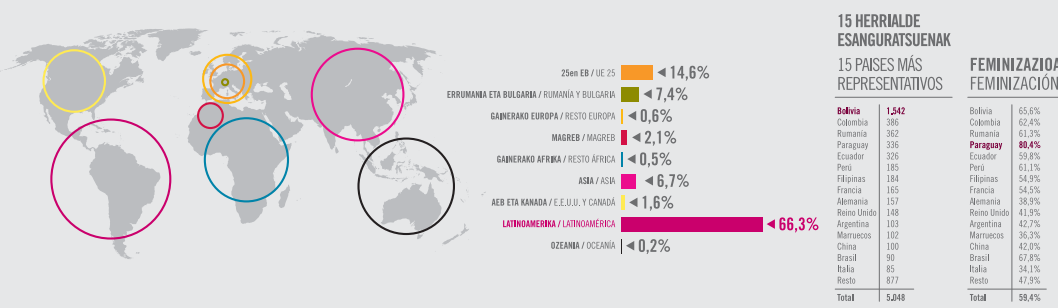 25en EB / UE 25 14,6%
ERRUMANIA ETA BULGARIA / RUMANÍA Y BULGARIA 7,4%
GAINERAKO EUROPA / RESTO EUROPA 0,6%
MAGREB / MAGREB 2,1%
GAINERAKO AFRIKA / RESTO ÁFRICA 0,5%
ASIA / ASIA 6,7%
AEB ETA KANADA / E.E.U.U. Y CANADÁ 1,6%
LATINOAMERIKA / LATINOAMÉRICA 66,3%
OZEANIA / OCEANÍA 0,2%
15 HERRIALDE
ESANGURATSUENAK
15 PAISES MÁS
REPRESENTATIVOS
Bolivia 1,542
Colombia 386
Rumania 362
Paraguay 336
Ecuador 326
Perú 185
Filipinas 184
Francia 165
Alemania 157
Reino Unido 148
Argentina 103
Marruecos 102
China 100
Brasil 90
Italia 85
Resto 877
Total 5.048
FEMINIZAZIOA
FEMINIZACIÓN
Bolivia 65,6%
Colombia 62,4%
Rumania 61,3%
Paraguay 80,4%
Ecuador 59,8%
Perú 61,1%
Filipinas 54,9%
Francia 54,5%
Alemania 38,9%
Reino Unido 41,9%
Argentina 42,7%
Marruecos 36,3%
China 42,0%
Brasil 67,8%
Italia 34,1%
Resto 47,9%
Total 59,4%